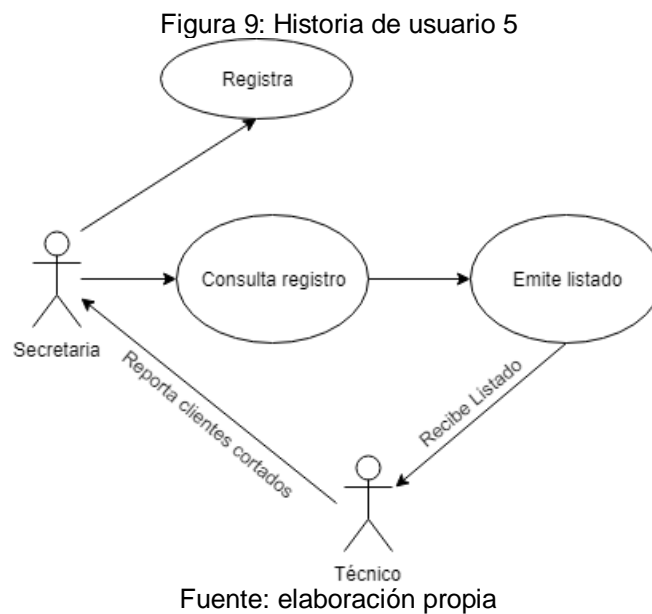 Figura 9: Historia de usuario 5
Registra
Consulta registro
Emite listado
Secretaria
Reporta clientes cortados
Recibe Listado
Técnico
Fuente: elaboración propia